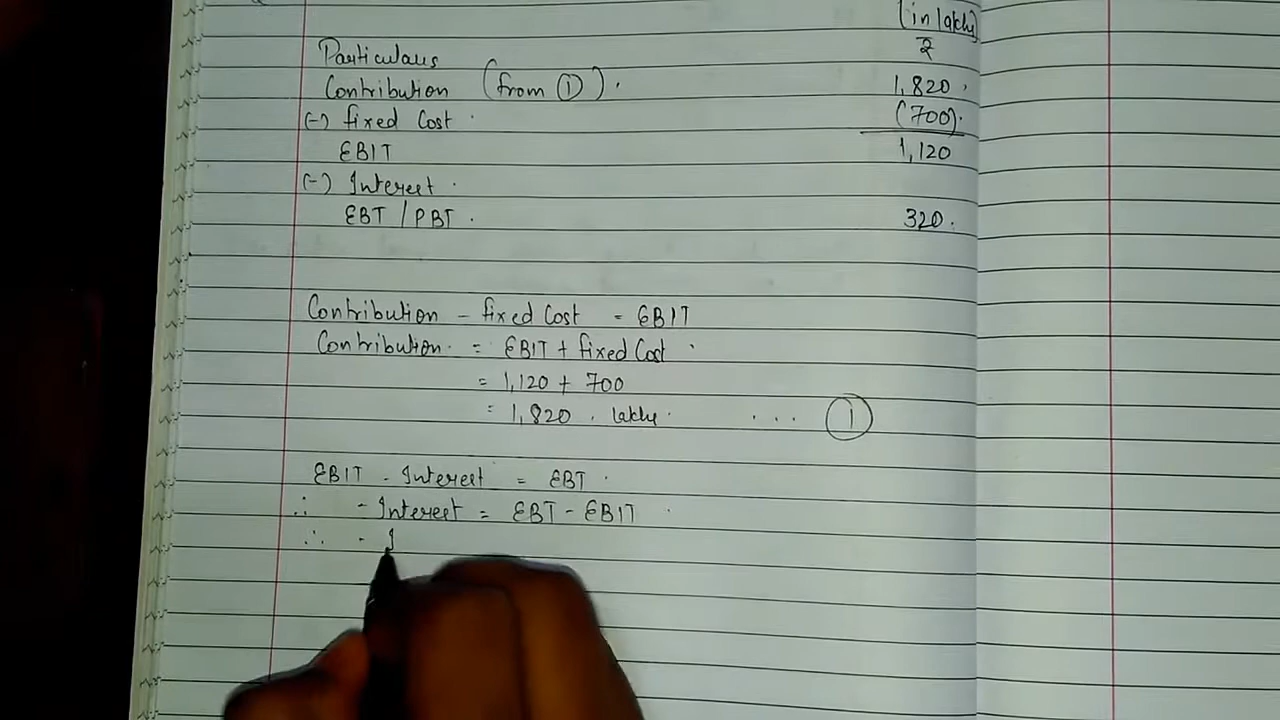 (in lakhs)
Particulars ₹
Contribution (from ①). 1,820.
(-) fixed Cost. (700).
EBIT 1,120
(-) Interest.
EBT / PBT. 320.
Contribution - fixed Cost = EBIT
Contribution. = EBIT + fixed Cost.
= 1,120 + 700
= 1,820. lakhs. ... ①
EBIT - Interest = EBT.
∴ - Interest = EBT - EBIT.
∴ - I